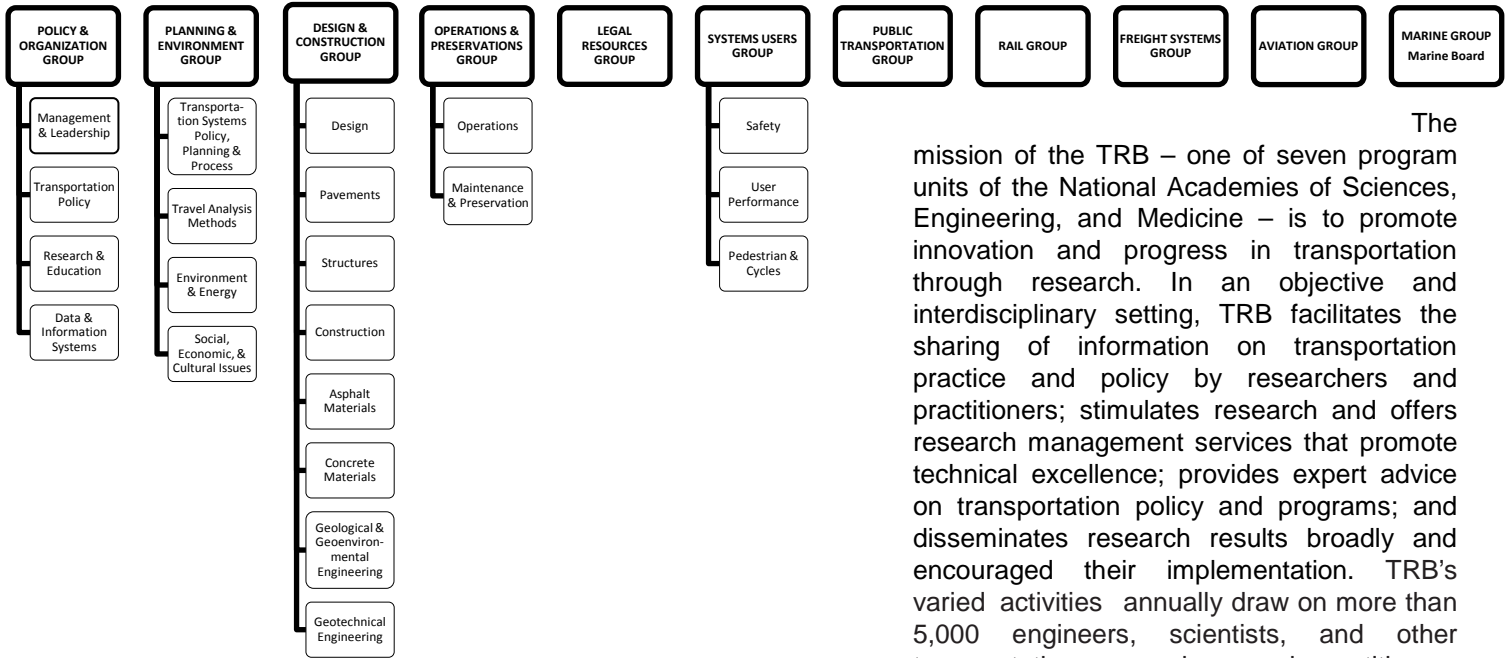 POLICY &
ORGANIZATION
GROUP
Management
& Leadership
Transportation
Policy
Research &
Education
Data &
Information
Systems
PLANNING &
ENVIRONMENT
GROUP
Transporta-
tion Systems
Policy,
Planning &
Process
Travel Analysis
Methods
Environment
& Energy
Social,
Economic, &
Cultural Issues
DESIGN &
CONSTRUCTION
GROUP
Design
Pavements
Structures
Construction
Asphalt
Materials
Concrete
Materials
Geological &
Geoenviron-
mental
Engineering
Geotechnical
Engineering
OPERATIONS &
PRESERVATIONS
GROUP
Operations
Maintenance
& Preservation
LEGAL
RESOURCES
GROUP
SYSTEMS USERS
GROUP
Safety
User
Performance
Pedestrian &
Cycles
PUBLIC
TRANSPORTATION
GROUP
RAIL GROUP
FREIGHT SYSTEMS
GROUP
AVIATION GROUP
MARINE GROUP
Marine Board
The
mission of the TRB – one of seven program
units of the National Academies of Sciences,
Engineering, and Medicine – is to promote
innovation and progress in transportation
through research. In an objective and
interdisciplinary setting, TRB facilitates the
sharing of information on transportation
practice and policy by researchers and
practitioners; stimulates research and offers
research management services that promote
technical excellence; provides expert advice
on transportation policy and programs; and
disseminates research results broadly and
encouraged their implementation. TRB's
varied activities annually draw on more than
5,000 engineers, scientists, and other